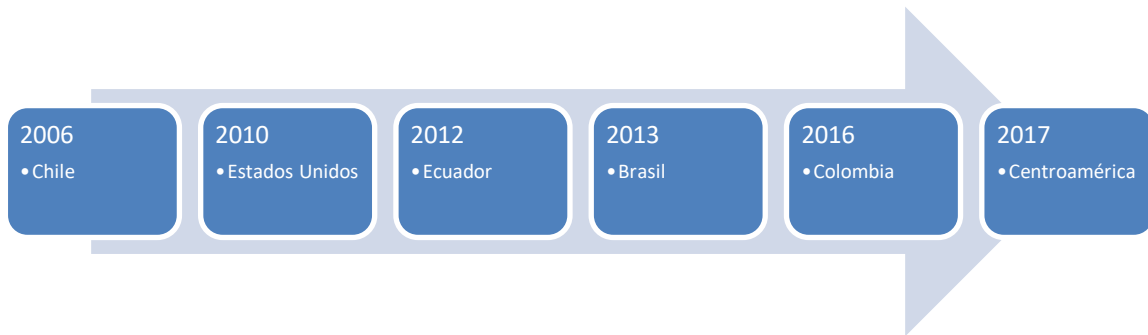 2006
• Chile
2010
• Estados Unidos
2012
• Ecuador
2013
• Brasil
2016
• Colombia
2017
• Centroamérica